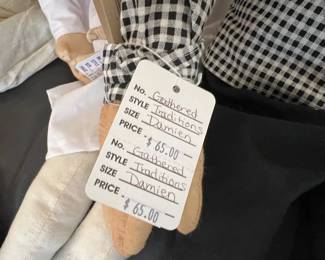 No. Gathered
STYLE Traditions
SIZE Damien
PRICE -$65.00-
No. Gathered
STYLE Traditions
SIZE Damien
PRICE
-$65.00-